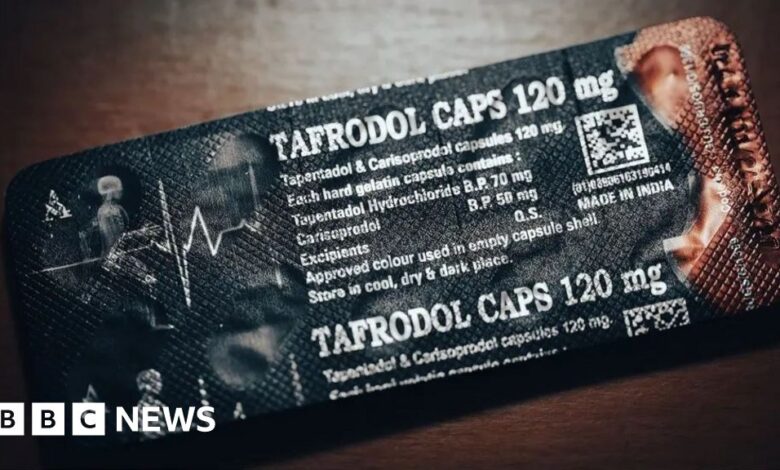 TAFRODOL CAPS 120 mg
Tapentadol & Carisoprodol capsules 120 mg.
Each hard gelatin capsule contains :
Tapentadol Hydrochloride B.P. 70 mg
Carisoprodol B.P. 50 mg
Excipients Q.S.
Approved colour used in empty capsule shell.
Store in cool, dry & dark place.
MADE IN INDIA
TAFRODOL CAPS 120 mg
Tapentadol & Carisoprodol capsules 120 mg.
BBC NEWS